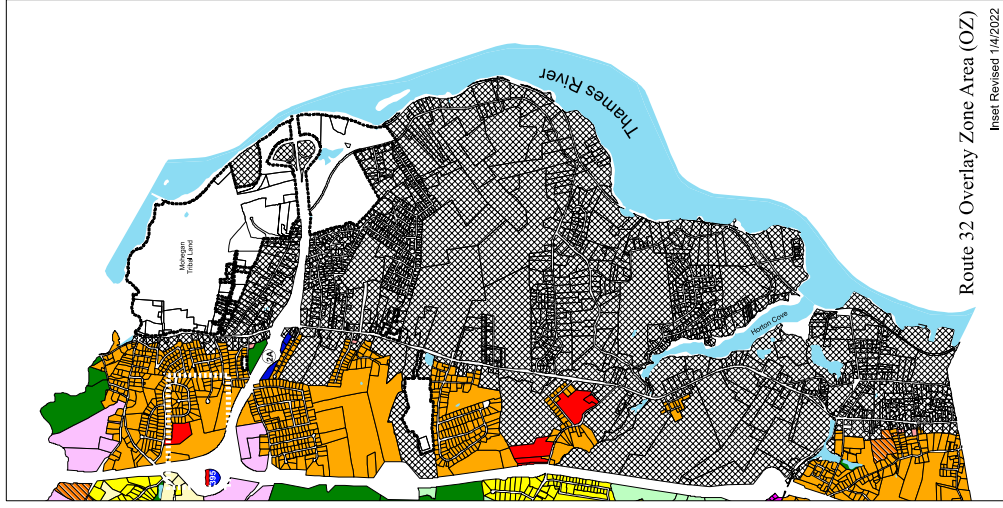 Route 32 Overlay Zone Area (OZ)
Inset Revised 1/4/2022
Thames River
Mohegan
Tribal Land
Horton Cove
2A
395